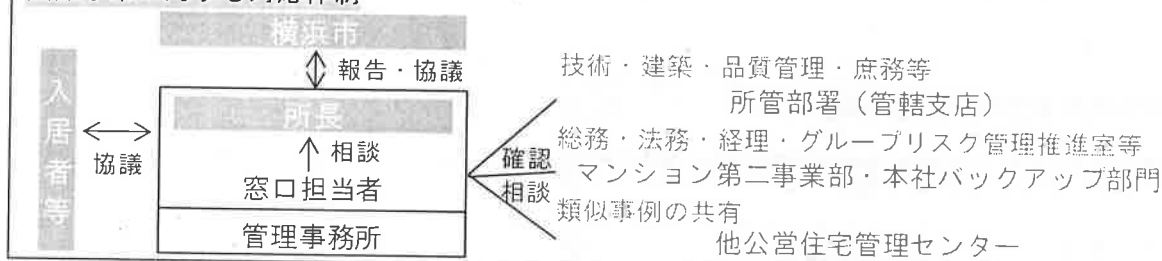 横浜市
報告・協議
入居者等
協議
所長
相談
窓口担当者
管理事務所
確認
相談
技術・建築・品質管理・庶務等
所管部署（管轄支店）
総務・法務・経理・グループリスク管理推進室等
マンション第二事業部・本社バックアップ部門
類似事例の共有
他公営住宅管理センター